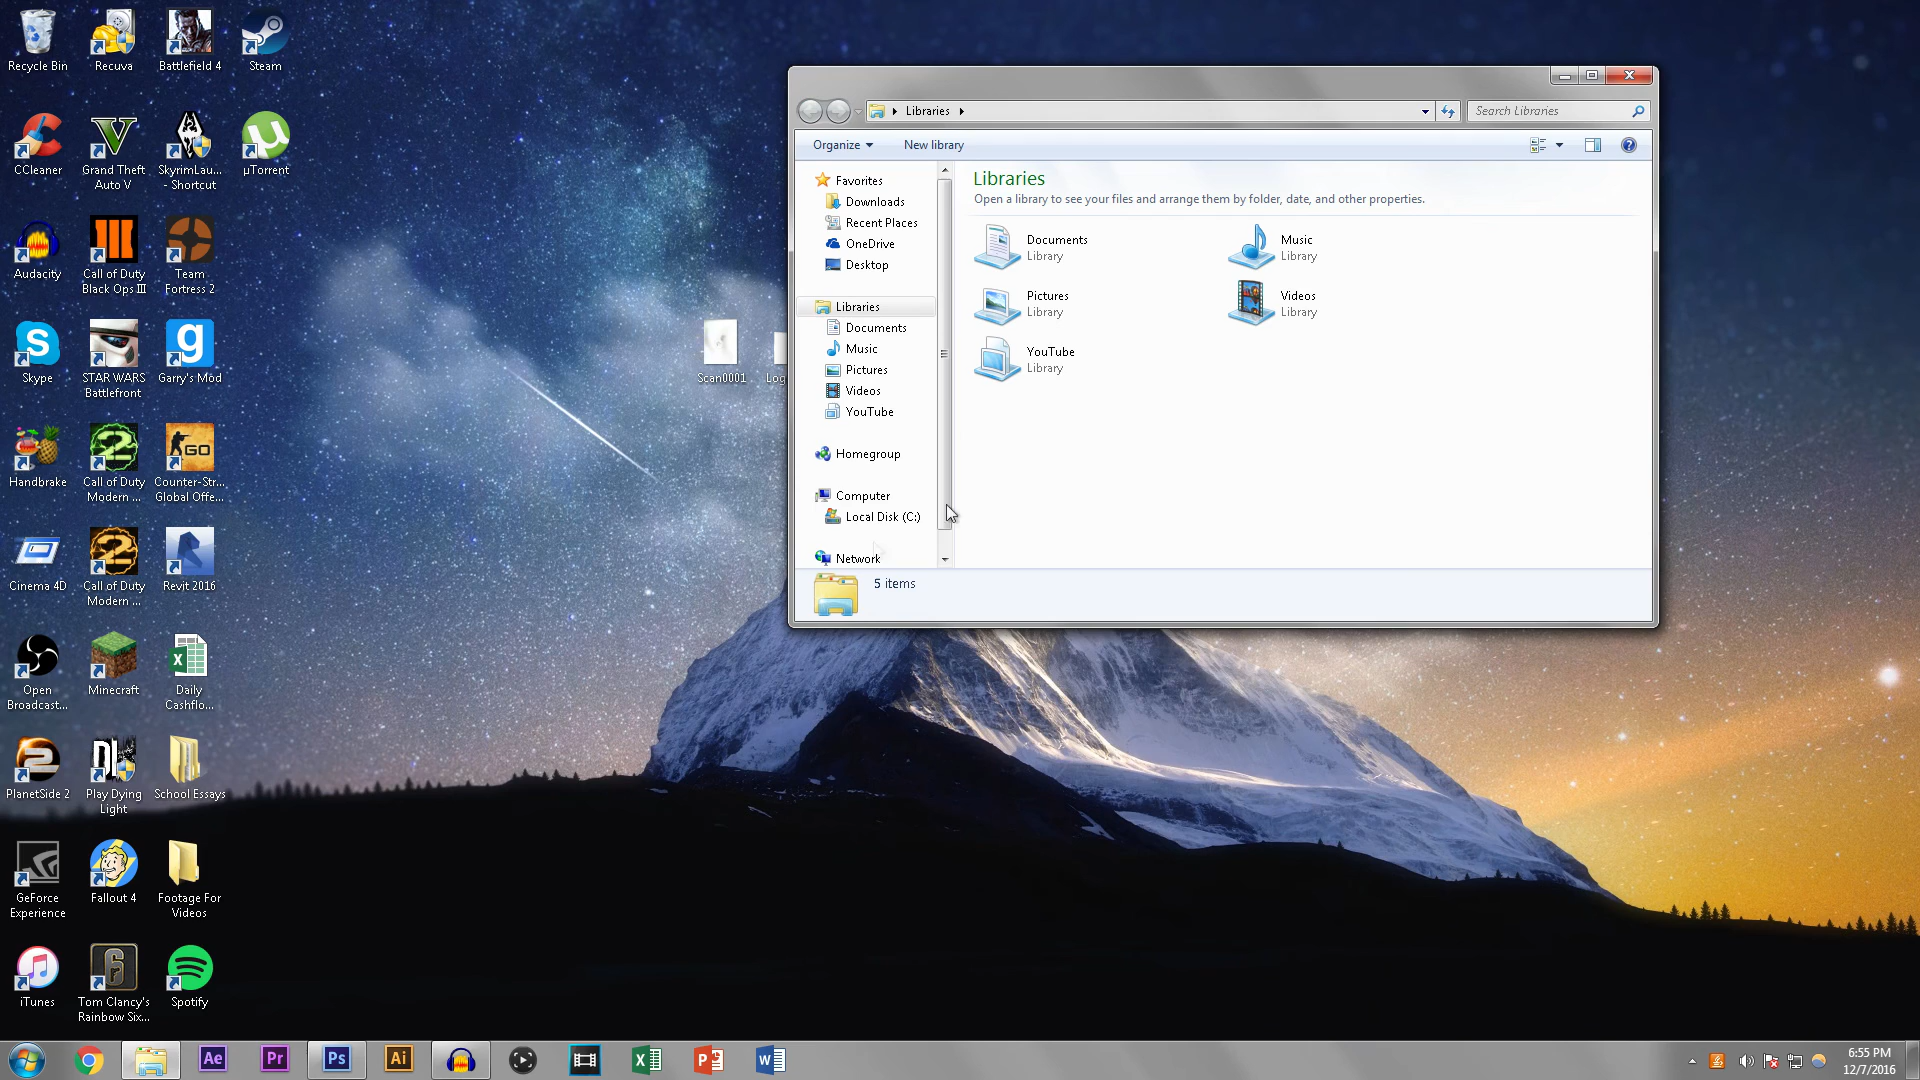 Recycle Bin
Recuva
Battlefield 4
Steam
CCleaner
Grand Theft
Auto V
SkyrimLau...
- Shortcut
µTorrent
Audacity
Call of Duty
Black Ops III
Team
Fortress 2
Skype
STAR WARS
Battlefront
Garry's Mod
Handbrake
Call of Duty
Modern ...
Counter-Str...
Global Offe...
Cinema 4D
Call of Duty
Modern ...
Revit 2016
Open
Broadcast...
Minecraft
Daily
Cashflo...
PlanetSide 2
Play Dying
Light
School Essays
GeForce
Experience
Fallout 4
Footage For
Videos
iTunes
Tom Clancy's
Rainbow Six...
Spotify
Scan0001
Log
Libraries
Search Libraries
Organize
New library
Favorites
Downloads
Recent Places
OneDrive
Desktop
Libraries
Documents
Music
Pictures
Videos
YouTube
Homegroup
Computer
Local Disk (C:)
Network
Libraries
Open a library to see your files and arrange them by folder, date, and other properties.
Documents
Library
Music
Library
Pictures
Library
Videos
Library
YouTube
Library
5 items
Ae
Pr
Ps
Ai
6:55 PM
12/7/2016